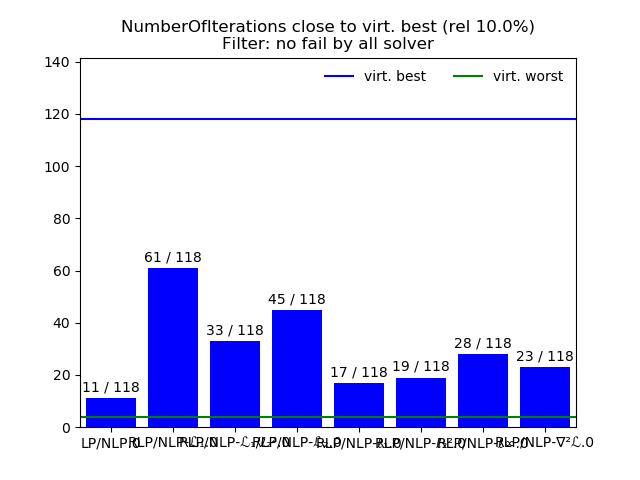 NumberOfIterations close to virt. best (rel 10.0%)
Filter: no fail by all solver
virt. best
virt. worst
140
120
100
80
60
40
20
0
61 / 118
45 / 118
33 / 118
28 / 118
23 / 118
19 / 118
17 / 118
11 / 118